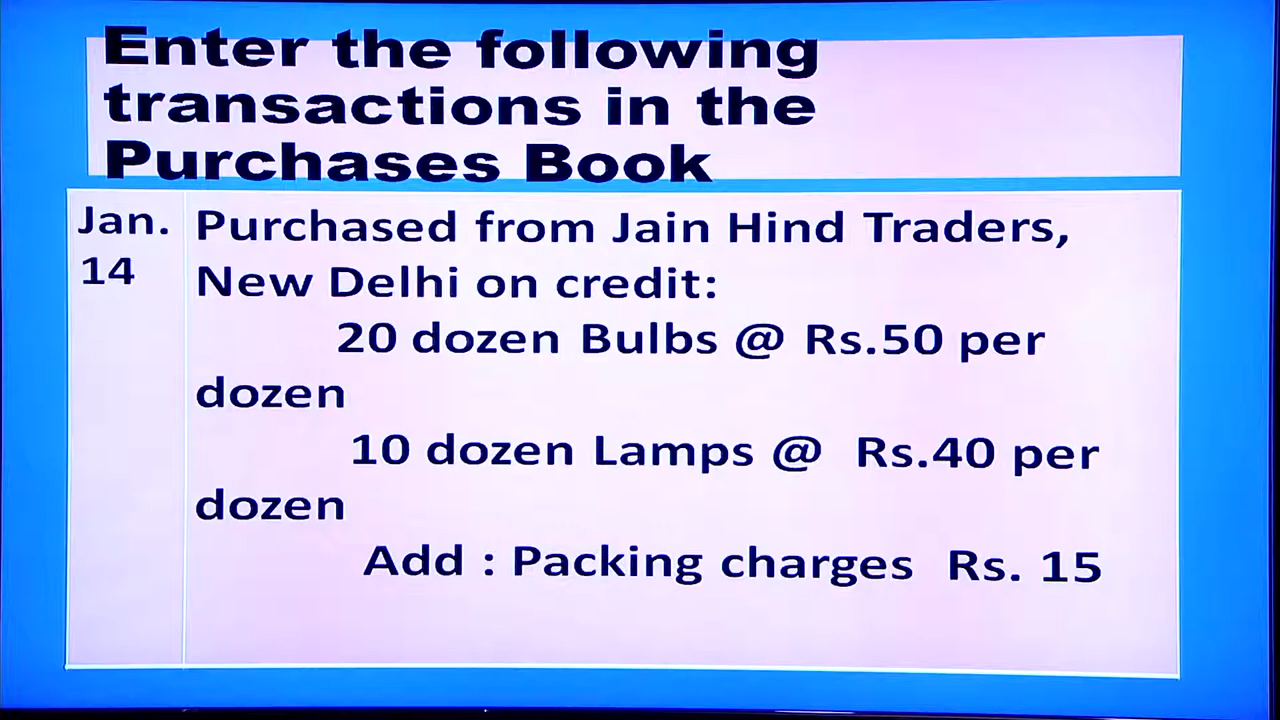 Enter the following
transactions in the
Purchases Book
Jan.
14
Purchased from Jain Hind Traders,
New Delhi on credit:
20 dozen Bulbs @ Rs.50 per
dozen
10 dozen Lamps @ Rs.40 per
dozen
Add : Packing charges Rs. 15